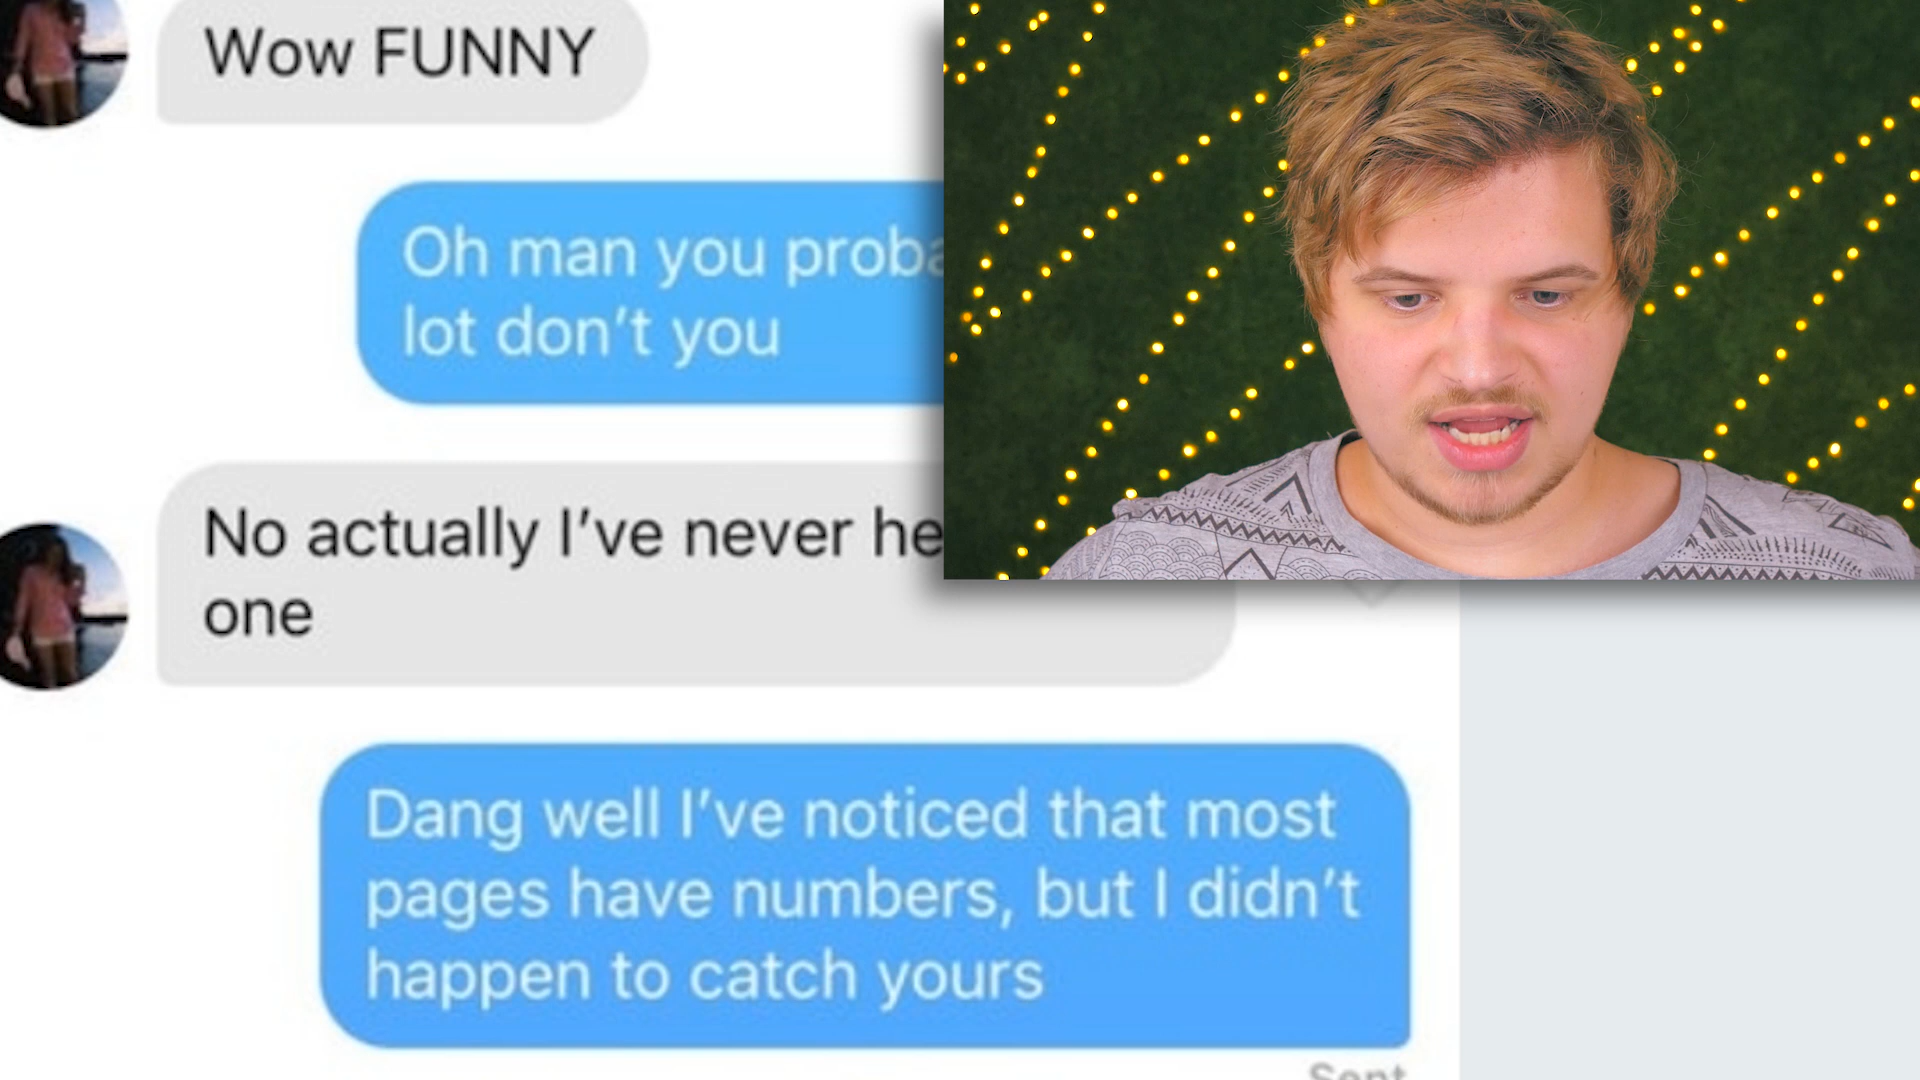 Wow FUNNY
Oh man you proba
lot don't you
No actually I've never he
one
Dang well I've noticed that most
pages have numbers, but I didn't
happen to catch yours
Sent